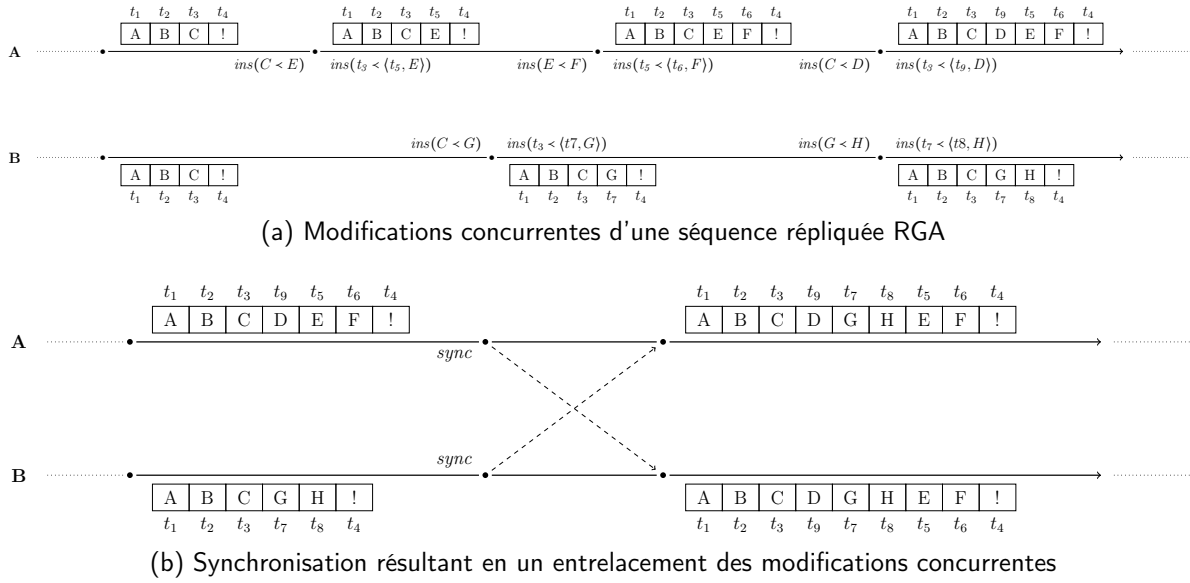 t₁ t₂ t₃ t₄ t₁ t₂ t₃ t₅ t₄ t₁ t₂ t₃ t₅ t₆ t₄ t₁ t₂ t₃ t₉ t₅ t₆ t₄
A B C ! A B C E ! A B C E F ! A B C D E F !
A
ins(C < E) ins(t₃ < ⟨t₅, E⟩) ins(E < F) ins(t₅ < ⟨t₆, F⟩) ins(C < D) ins(t₃ < ⟨t₉, D⟩)
ins(C < G) ins(t₃ < ⟨t7, G⟩) ins(G < H) ins(t₇ < ⟨t8, H⟩)
B
A B C ! A B C G ! A B C G H !
t₁ t₂ t₃ t₄ t₁ t₂ t₃ t₇ t₄ t₁ t₂ t₃ t₇ t₈ t₄
(a) Modifications concurrentes d'une séquence répliquée RGA
t₁ t₂ t₃ t₉ t₅ t₆ t₄ t₁ t₂ t₃ t₉ t₇ t₈ t₅ t₆ t₄
A B C D E F ! A B C D G H E F !
A
sync
sync
B
A B C G H ! A B C D G H E F !
t₁ t₂ t₃ t₇ t₈ t₄ t₁ t₂ t₃ t₉ t₇ t₈ t₅ t₆ t₄
(b) Synchronisation résultant en un entrelacement des modifications concurrentes